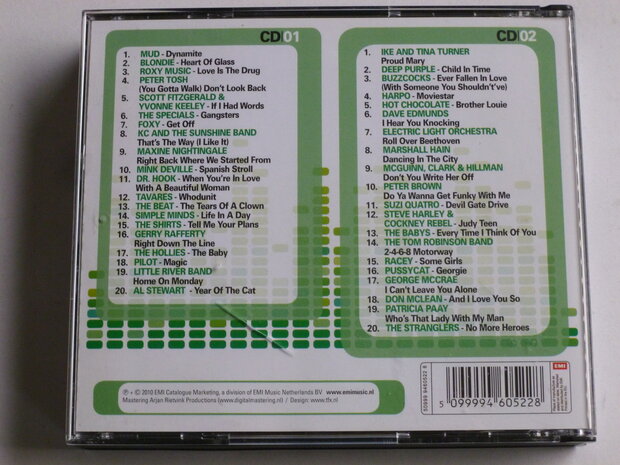 CD|01
1. MUD - Dynamite
2. BLONDIE - Heart Of Glass
3. ROXY MUSIC - Love Is The Drug
4. PETER TOSH
(You Gotta Walk) Don't Look Back
5. SCOTT FITZGERALD &
YVONNE KEELEY - If I Had Words
6. THE SPECIALS - Gangsters
7. FOXY - Get Off
8. KC AND THE SUNSHINE BAND
That's The Way (I Like It)
9. MAXINE NIGHTINGALE
Right Back Where We Started From
10. MINK DEVILLE - Spanish Stroll
11. DR. HOOK - When You're In Love
With A Beautiful Woman
12. TAVARES - Whodunit
13. THE BEAT - The Tears Of A Clown
14. SIMPLE MINDS - Life In A Day
15. THE SHIRTS - Tell Me Your Plans
16. GERRY RAFFERTY
Right Down The Line
17. THE HOLLIES - The Baby
18. PILOT - Magic
19. LITTLE RIVER BAND
Home On Monday
20. AL STEWART - Year Of The Cat
CD|02
1. IKE AND TINA TURNER
Proud Mary
2. DEEP PURPLE - Child In Time
3. BUZZCOCKS - Ever Fallen In Love
(With Someone You Shouldn't've)
4. HARPO - Moviestar
5. HOT CHOCOLATE - Brother Louie
6. DAVE EDMUNDS
I Hear You Knocking
7. ELECTRIC LIGHT ORCHESTRA
Roll Over Beethoven
8. MARSHALL HAIN
Dancing In The City
9. MCGUINN, CLARK & HILLMAN
Don't You Write Her Off
10. PETER BROWN
Do Ya Wanna Get Funky With Me
11. SUZI QUATRO - Devil Gate Drive
12. STEVE HARLEY &
COCKNEY REBEL - Judy Teen
13. THE BABYS - Every Time I Think Of You
14. THE TOM ROBINSON BAND
2-4-6-8 Motorway
15. RACEY - Some Girls
16. PUSSYCAT - Georgie
17. GEORGE MCCRAE
I Can't Leave You Alone
18. DON MCLEAN - And I Love You So
19. PATRICIA PAAY
Who's That Lady With My Man
20. THE STRANGLERS - No More Heroes
℗ + © 2010 EMI Catalogue Marketing, a division of EMI Music Netherlands BV www.emimusic.nl
Mastering Arjen Rietvink Productions (www.digitalmastering.nl) / Design: www.tfx.nl
50999 9460522 8
5 099994 605228
EMI